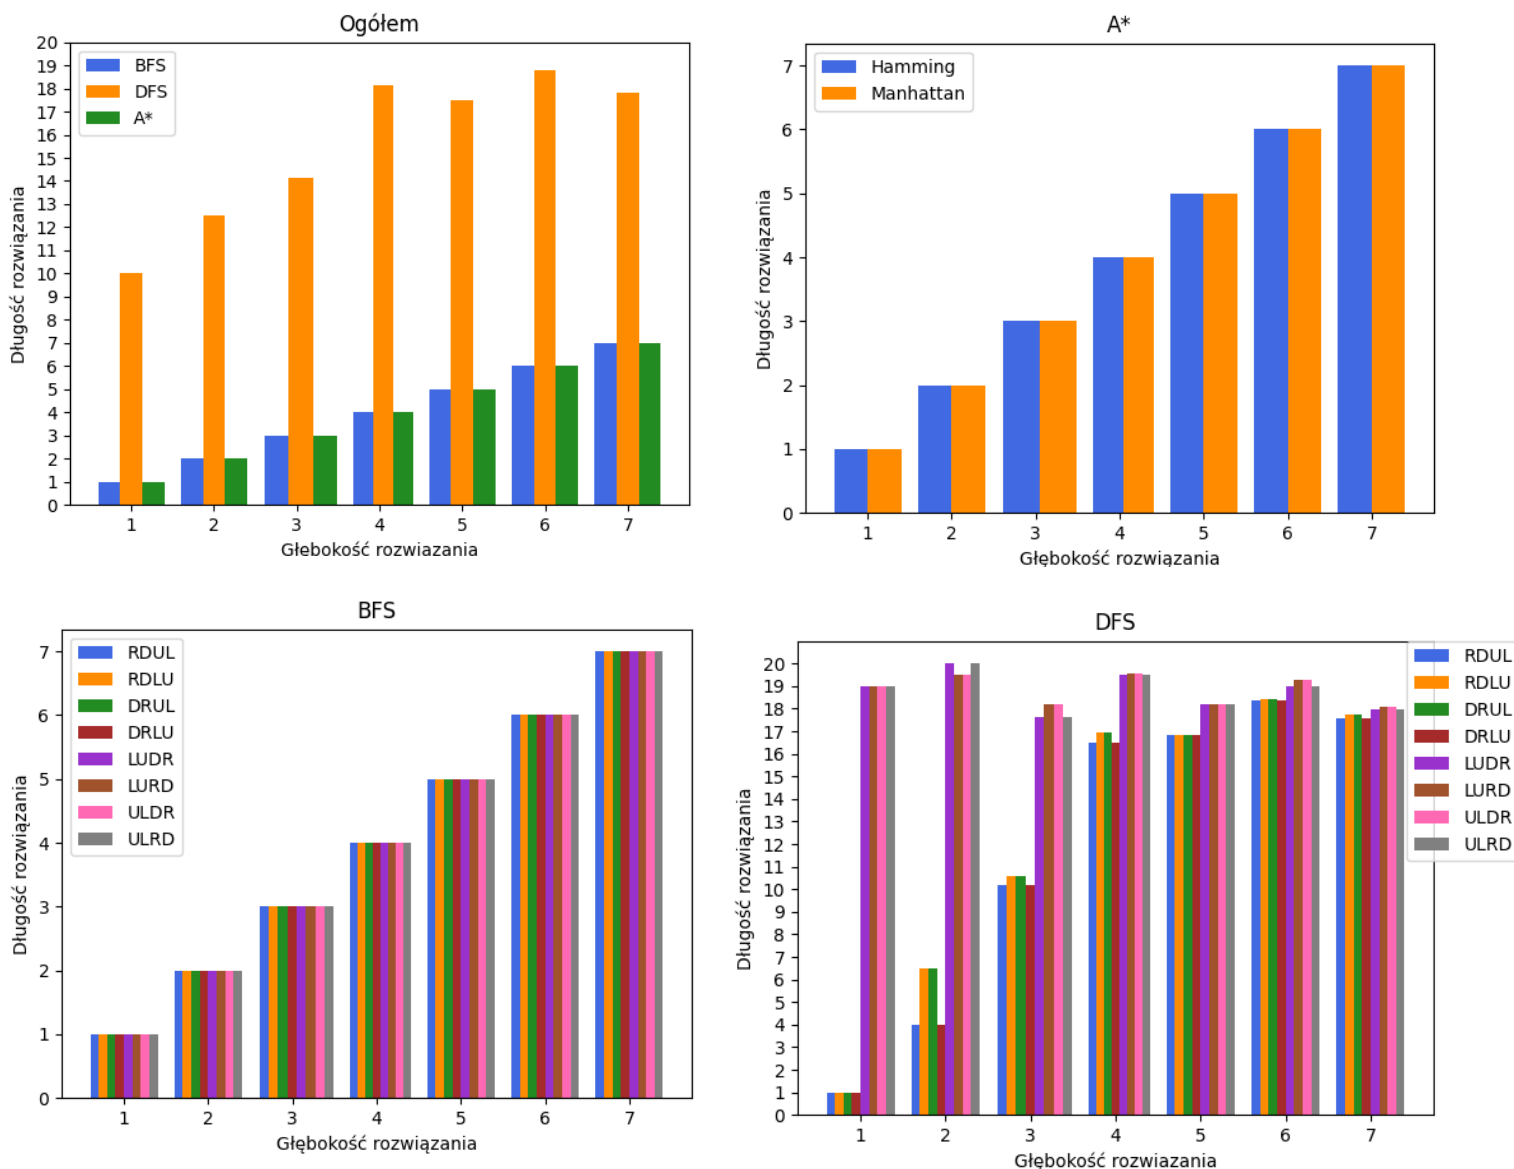 Ogółem
20
19
18
17
16
15
14
13
12
11
10
9
8
7
6
5
4
3
2
1
0
BFS
DFS
A*
Długość rozwiązania
1 2 3 4 5 6 7
Głebokość rozwiazania
A*
7
6
5
4
3
2
1
0
Hamming
Manhattan
Długość rozwiązania
1 2 3 4 5 6 7
Głębokość rozwiązania
BFS
7
6
5
4
3
2
1
0
RDUL
RDLU
DRUL
DRLU
LUDR
LURD
ULDR
ULRD
Długość rozwiązania
1 2 3 4 5 6 7
Głębokość rozwiązania
DFS
20
19
18
17
16
15
14
13
12
11
10
9
8
7
6
5
4
3
2
1
0
RDUL
RDLU
DRUL
DRLU
LUDR
LURD
ULDR
ULRD
Długość rozwiązania
1 2 3 4 5 6 7
Głębokość rozwiazania